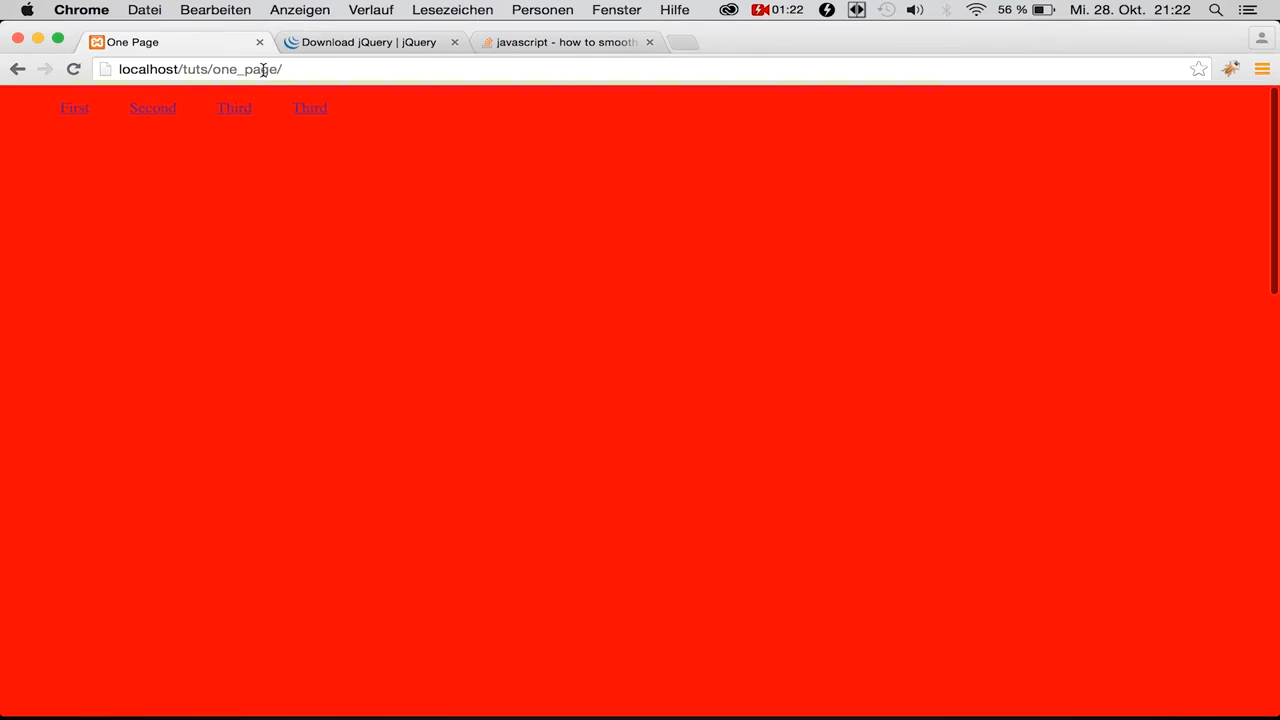 Chrome Datei Bearbeiten Anzeigen Verlauf Lesezeichen Personen Fenster Hilfe 01:22 56 % Mi. 28. Okt. 21:22
One Page Download jQuery | jQuery javascript - how to smooth
localhost/tuts/one_page/
First Second Third Third